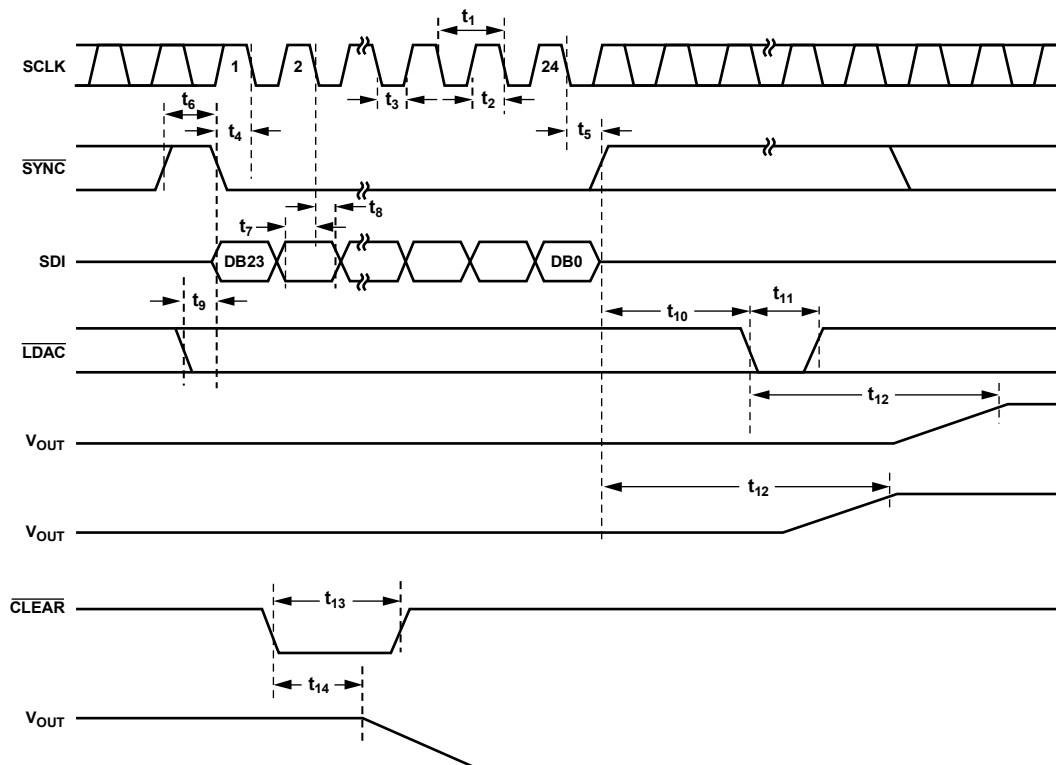 t1
SCLK
1
2
24
t3
t2
t6
t4
t5
SYNC
t8
t7
SDI
DB23
DB0
t9
t10
t11
LDAC
t12
VOUT
t12
VOUT
CLEAR
t13
t14
VOUT